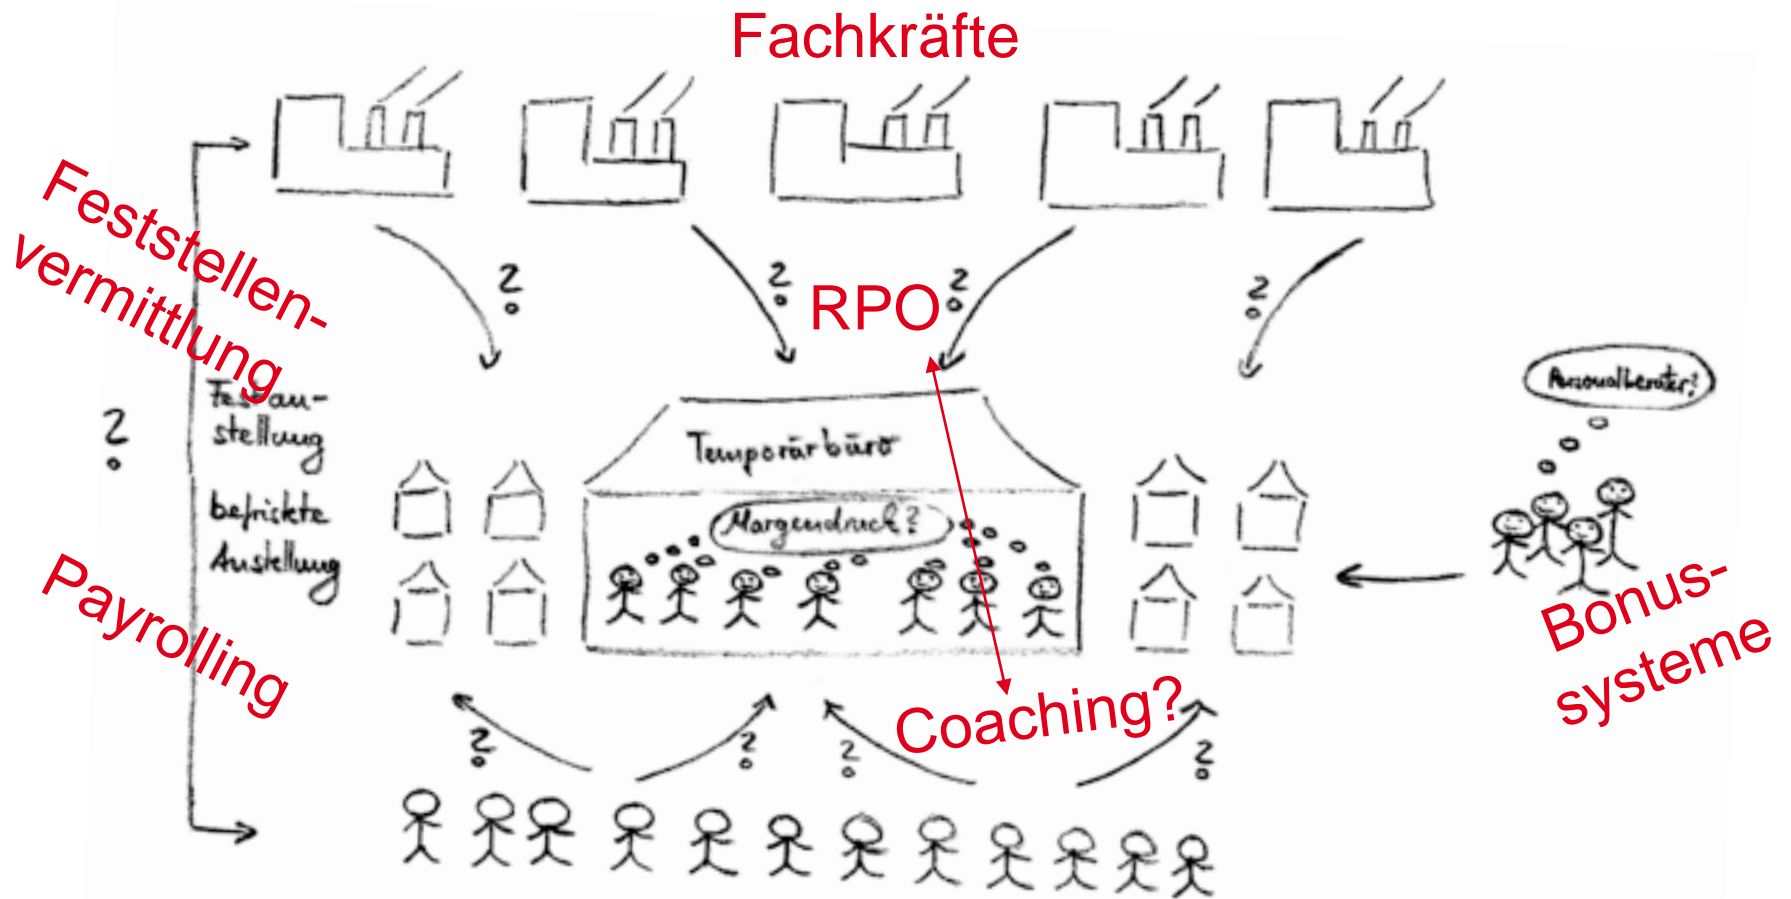 Fachkräfte
Feststellen-
vermittlung
?
?
?
?
RPO
Personalberater?
Festan-
stellung
?
Temporärbüro
befristete
Anstellung
Margendruck?
Payrolling
Bonus-
systeme
Coaching?
?
?
?
?